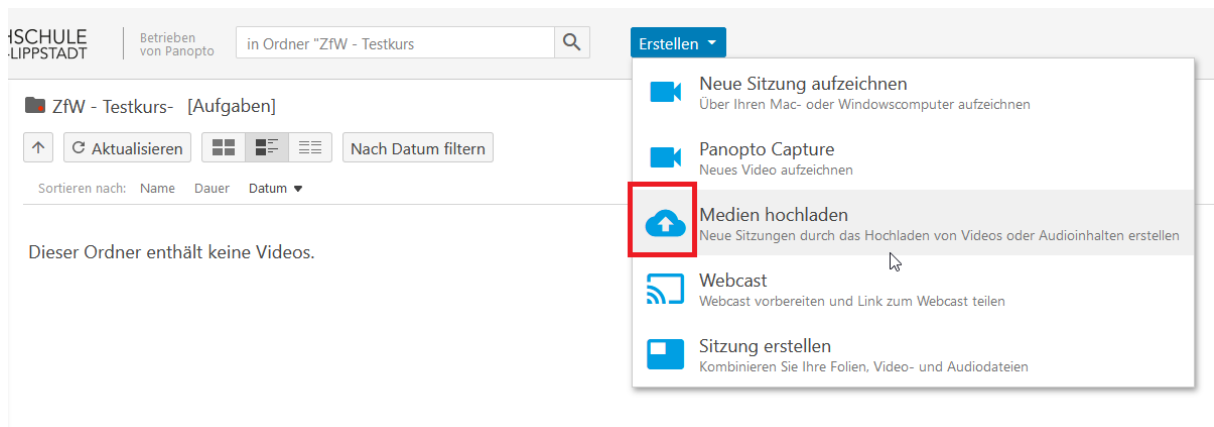 HSCHULE
-LIPPSTADT
Betrieben
von Panopto
in Ordner "ZfW - Testkurs
Erstellen
Neue Sitzung aufzeichnen
Über Ihren Mac- oder Windowscomputer aufzeichnen
ZfW - Testkurs- [Aufgaben]
Aktualisieren
Nach Datum filtern
Panopto Capture
Neues Video aufzeichnen
Sortieren nach: Name Dauer Datum
Medien hochladen
Neue Sitzungen durch das Hochladen von Videos oder Audioinhalten erstellen
Dieser Ordner enthält keine Videos.
Webcast
Webcast vorbereiten und Link zum Webcast teilen
Sitzung erstellen
Kombinieren Sie Ihre Folien, Video- und Audiodateien